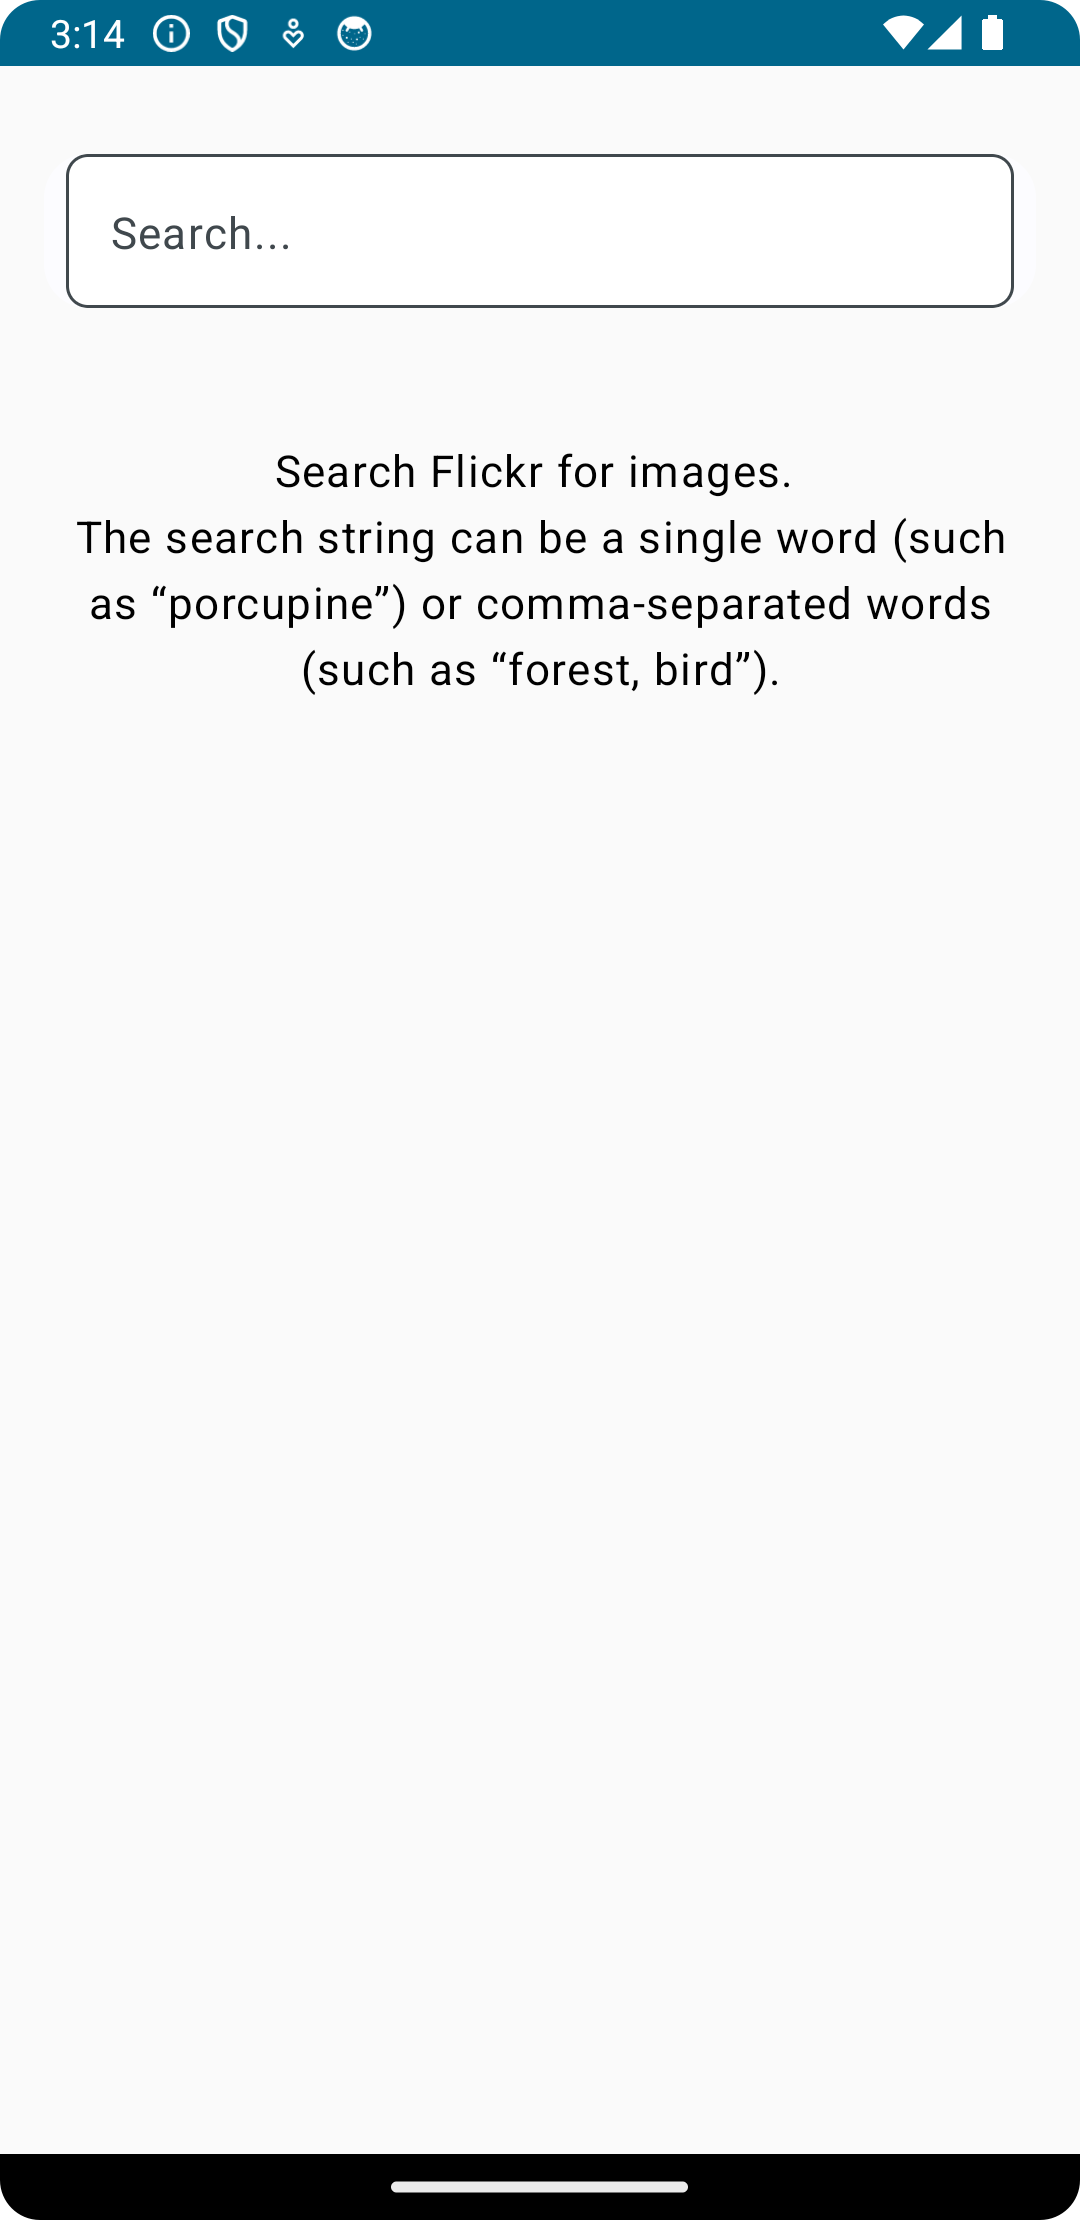 3:14
Search...
Search Flickr for images.
The search string can be a single word (such
as “porcupine”) or comma-separated words
(such as “forest, bird”).